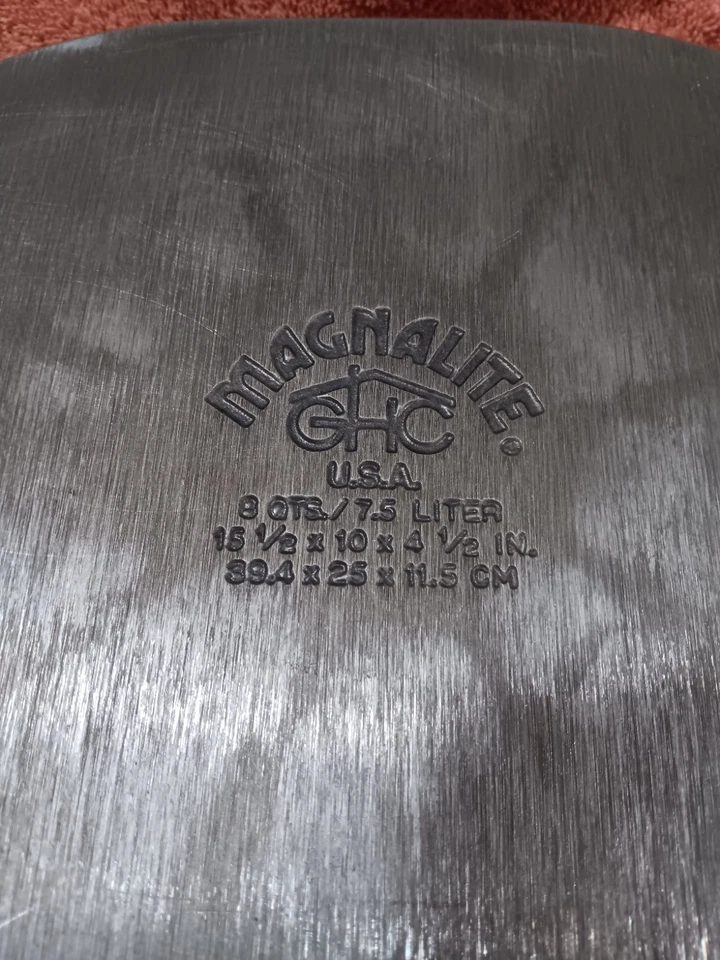 MAGNALITE
GHC ®
U.S.A.
8 QTS./7.5 LITER
15 1/2 x 10 x 4 1/2 IN.
39.4 x 25 x 11.5 CM